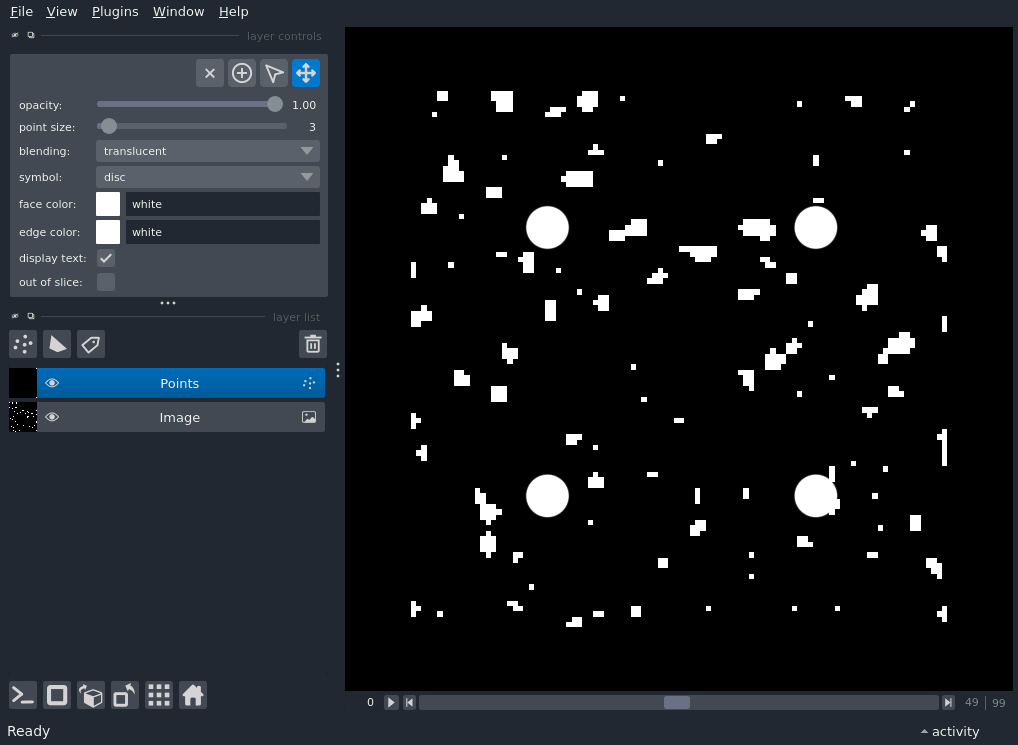 File View Plugins Window Help
layer controls
opacity: 1.00
point size: 3
blending: translucent
symbol: disc
face color: white
edge color: white
display text:
out of slice:
layer list
Points
Image
0 49 | 99
Ready activity